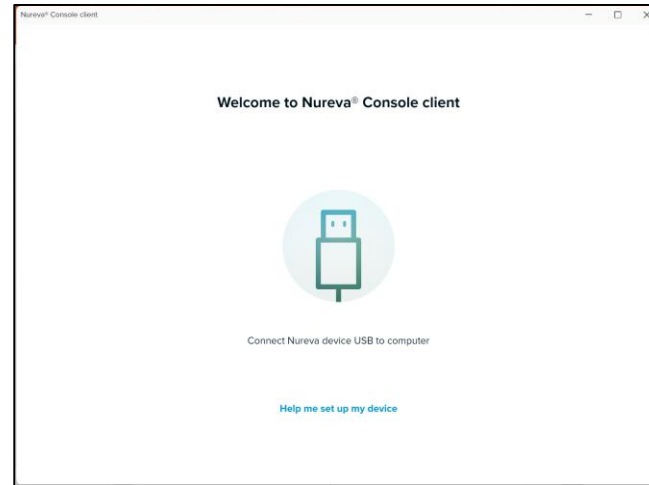 Nureva® Console client
Welcome to Nureva® Console client
Connect Nureva device USB to computer
Help me set up my device